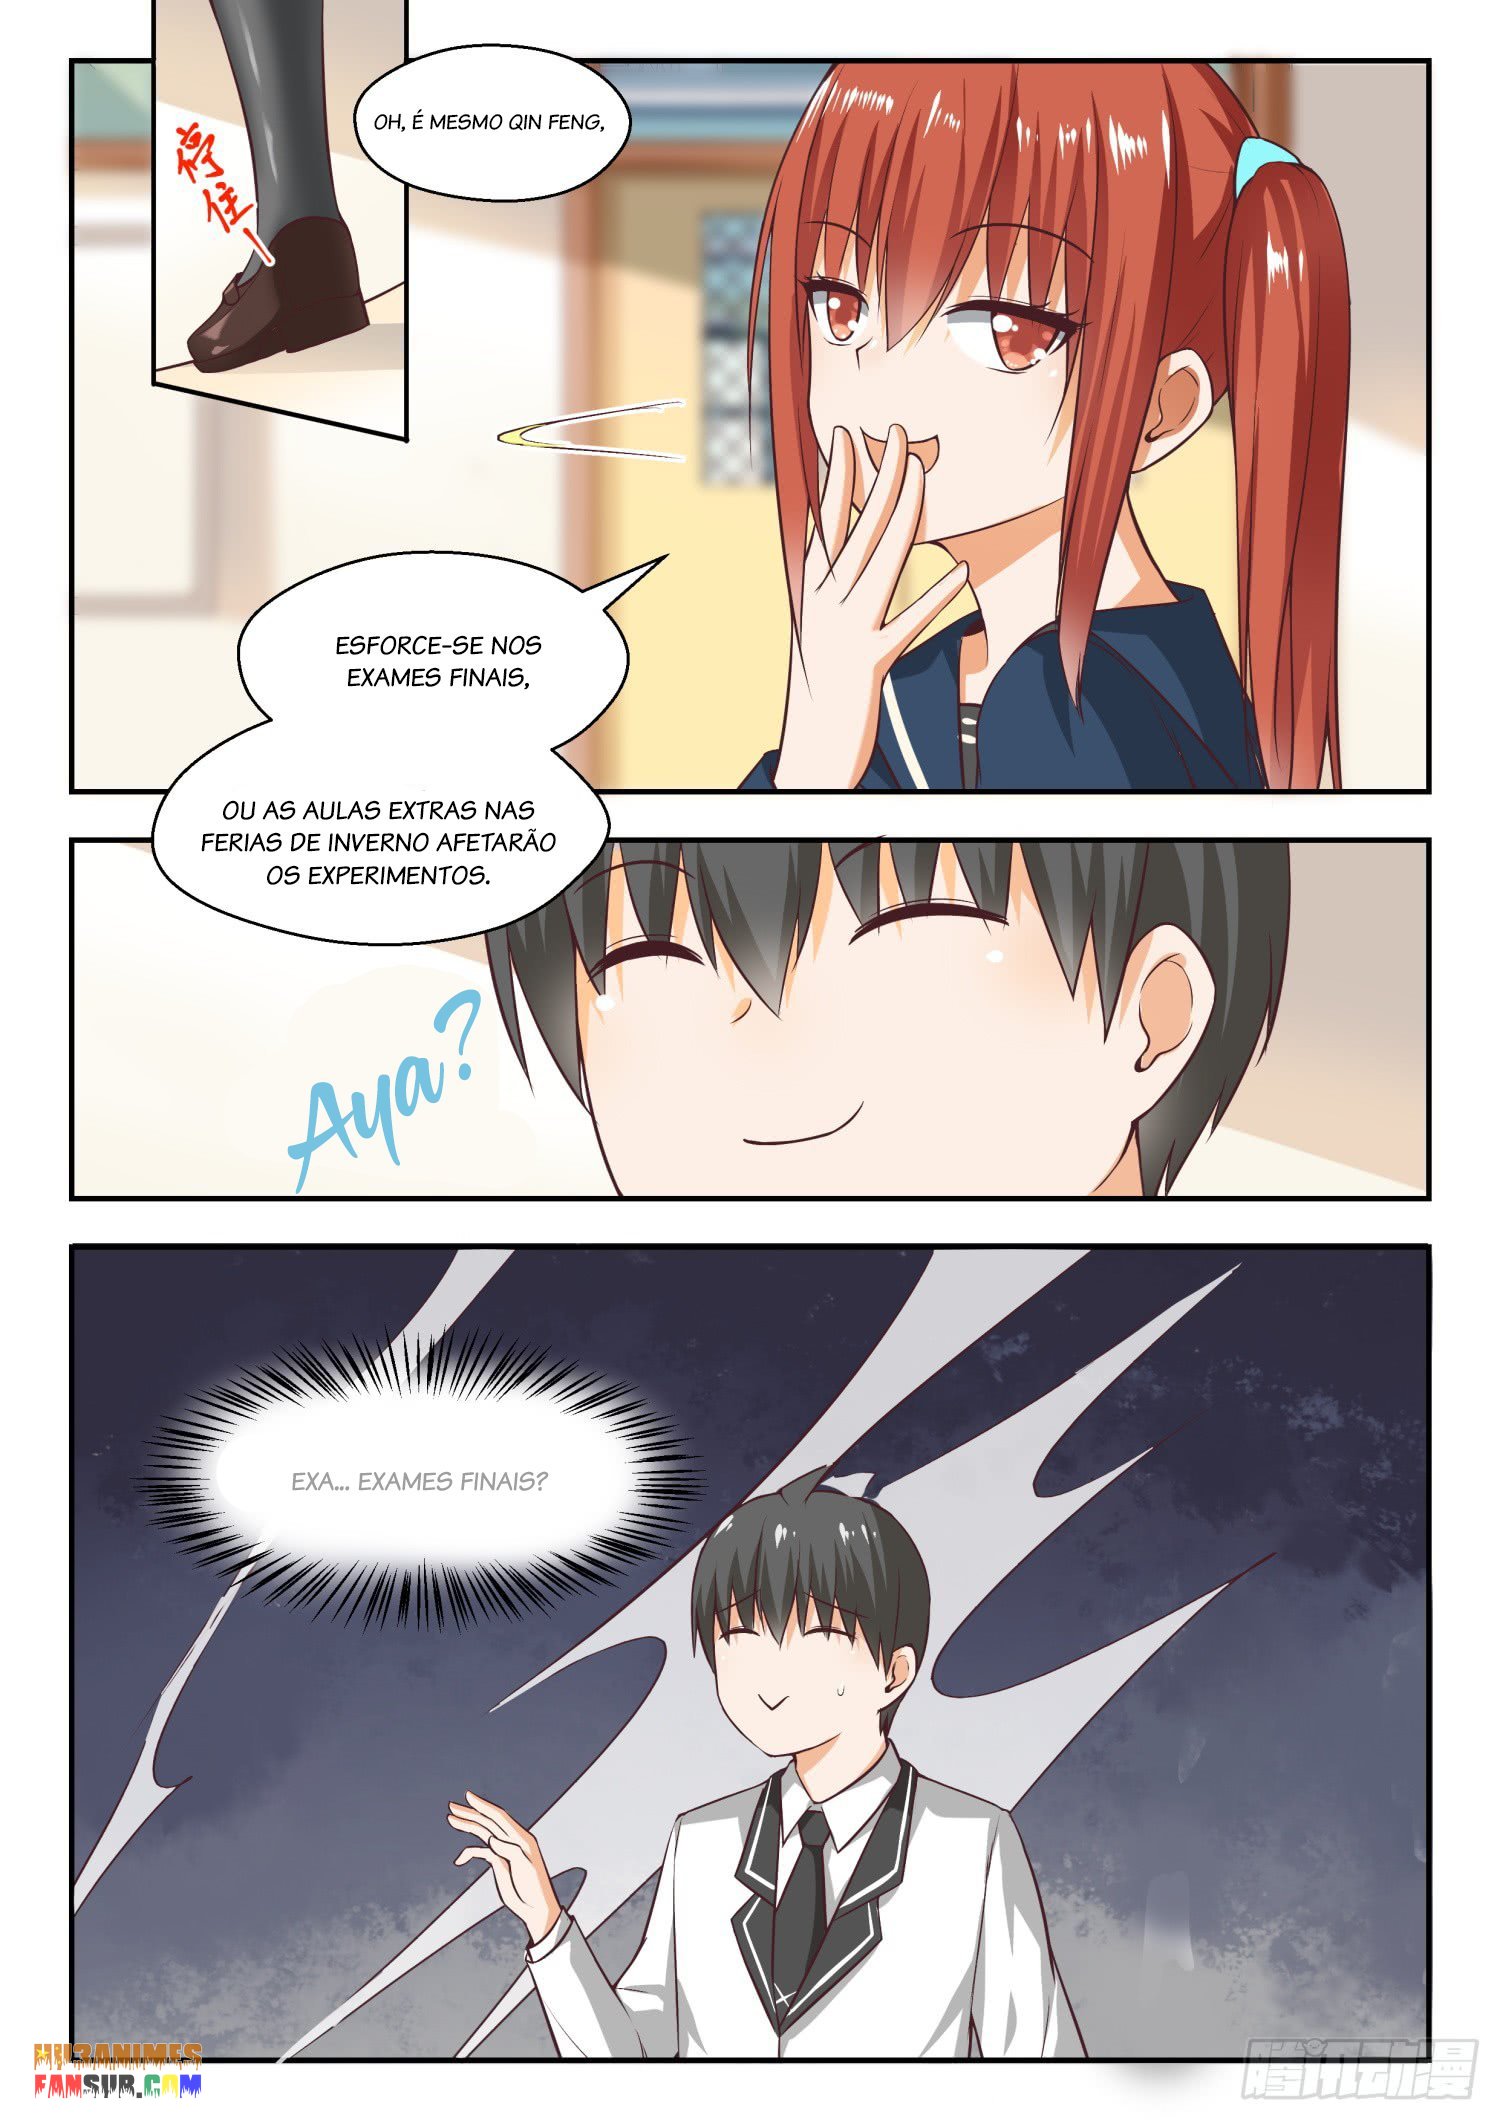 停住!
OH, É MESMO QIN FENG,
ESFORCE-SE NOS
EXAMES FINAIS,
OU AS AULAS EXTRAS NAS
FERIAS DE INVERNO AFETARÃO
OS EXPERIMENTOS.
Aya?
EXA... EXAMES FINAIS?
HU3ANIMES
FANSUB.COM
腾讯动漫